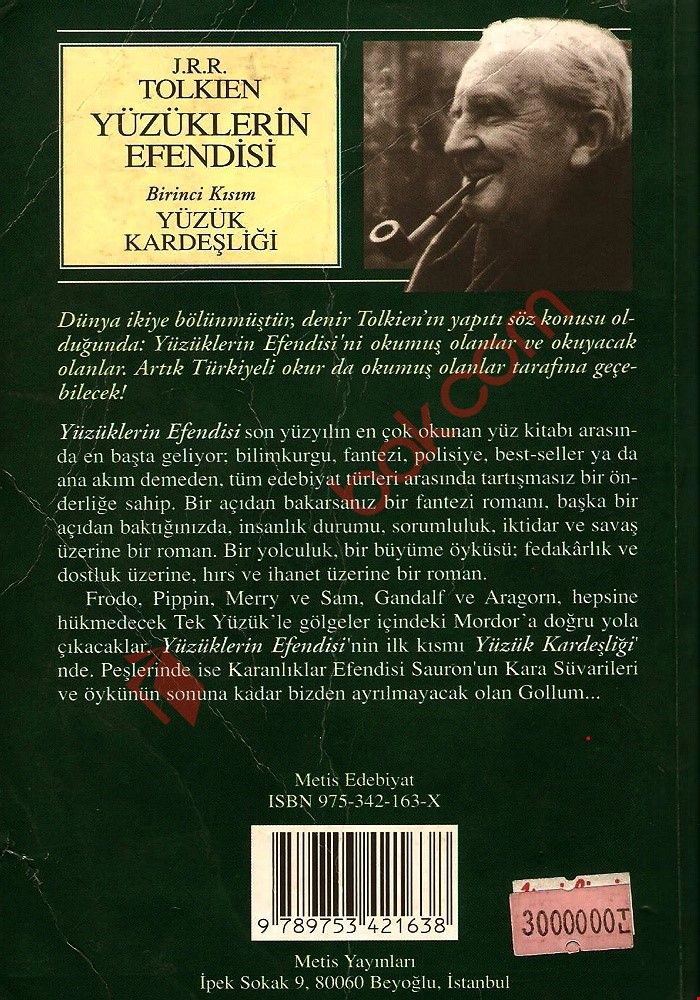 J.R.R.
TOLKIEN
YÜZÜKLERİN
EFENDİSİ
Birinci Kısım
YÜZÜK
KARDEŞLİĞİ
Dünya ikiye bölünmüştür, denir Tolkien'ın yapıtı söz konusu ol-
duğunda: Yüzüklerin Efendisi'ni okumuş olanlar ve okuyacak
olanlar. Artık Türkiyeli okur da okumuş olanlar tarafına geçe-
bilecek!
Yüzüklerin Efendisi son yüzyılın en çok okunan yüz kitabı arasın-
da en başta geliyor; bilimkurgu, fantezi, polisiye, best-seller ya da
ana akım demeden, tüm edebiyat türleri arasında tartışmasız bir ön-
derliğe sahip. Bir açıdan bakarsanız bir fantezi romanı, başka bir
açıdan baktığınızda, insanlık durumu, sorumluluk, iktidar ve savaş
üzerine bir roman. Bir yolculuk, bir büyüme öyküsü; fedakârlık ve
dostluk üzerine, hırs ve ihanet üzerine bir roman.
Frodo, Pippin, Merry ve Sam, Gandalf ve Aragorn, hepsine
hükmedecek Tek Yüzük'le gölgeler içindeki Mordor'a doğru yola
çıkacaklar. Yüzüklerin Efendisi'nin ilk kısmı Yüzük Kardeşliği'
nde. Peşlerinde ise Karanlıklar Efendisi Sauron'un Kara Süvarileri
ve öykünün sonuna kadar bizden ayrılmayacak olan Gollum...
Metis Edebiyat
ISBN 975-342-163-X
9 789753 421638
3000000
Metis Yayınları
İpek Sokak 9, 80060 Beyoğlu, İstanbul